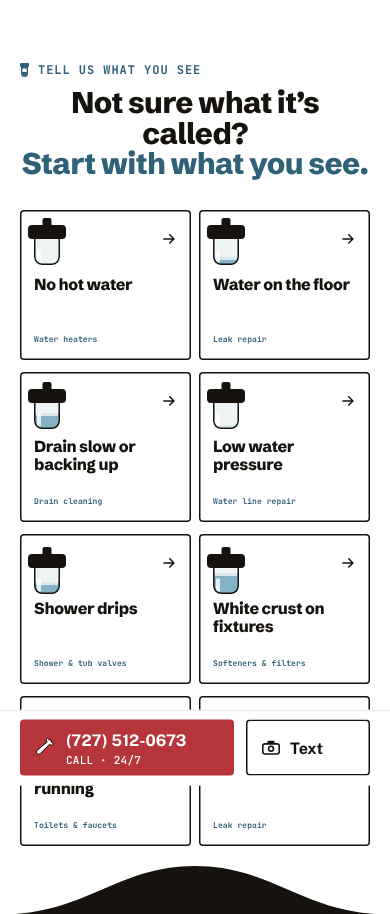 TELL US WHAT YOU SEE
Not sure what it's
called?
Start with what you see.
No hot water
Water heaters
Water on the floor
Leak repair
Drain slow or
backing up
Drain cleaning
Low water
pressure
Water line repair
Shower drips
Shower & tub valves
White crust on
fixtures
Softeners & filters
(727) 512-0673
CALL · 24/7
Text
running
Toilets & faucets
Leak repair